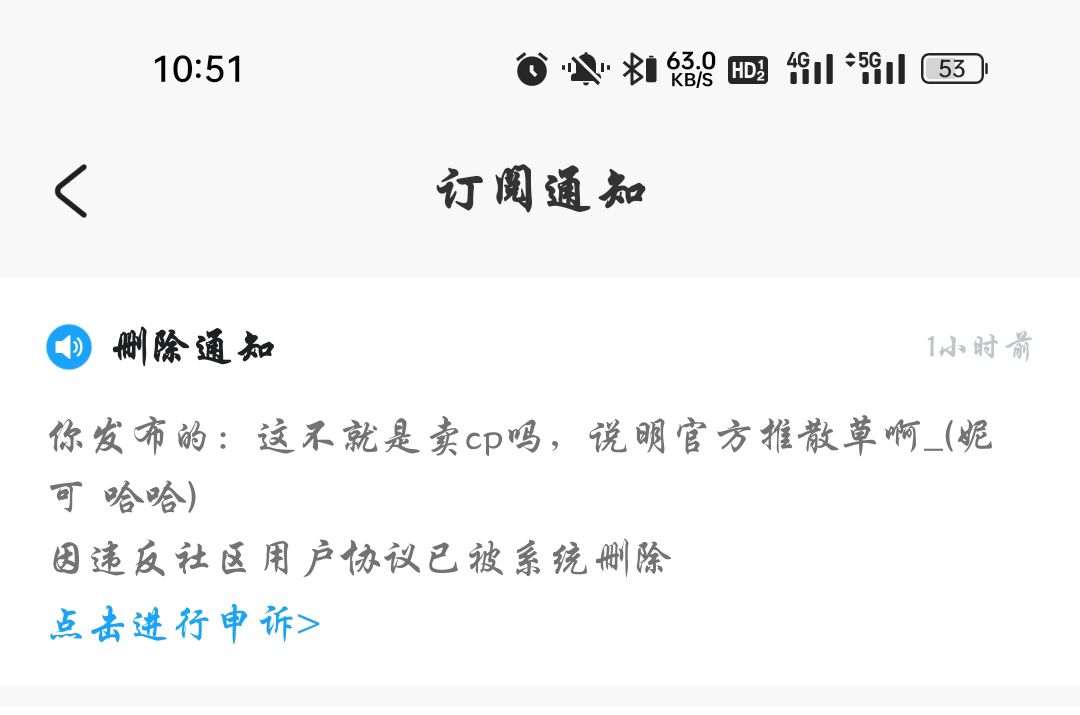 10:51
63.0
KB/S
HD 1 2
4G
5G
53
订阅通知
删除通知
1小时前
你发布的：这不就是卖cp吗，说明官方推散草啊_(妮
可 哈哈)
因违反社区用户协议已被系统删除
点击进行申诉>